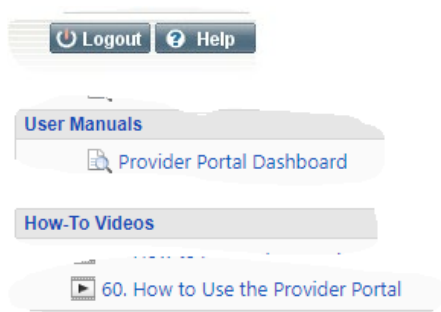 Logout Help
User Manuals
Provider Portal Dashboard
How-To Videos
60. How to Use the Provider Portal